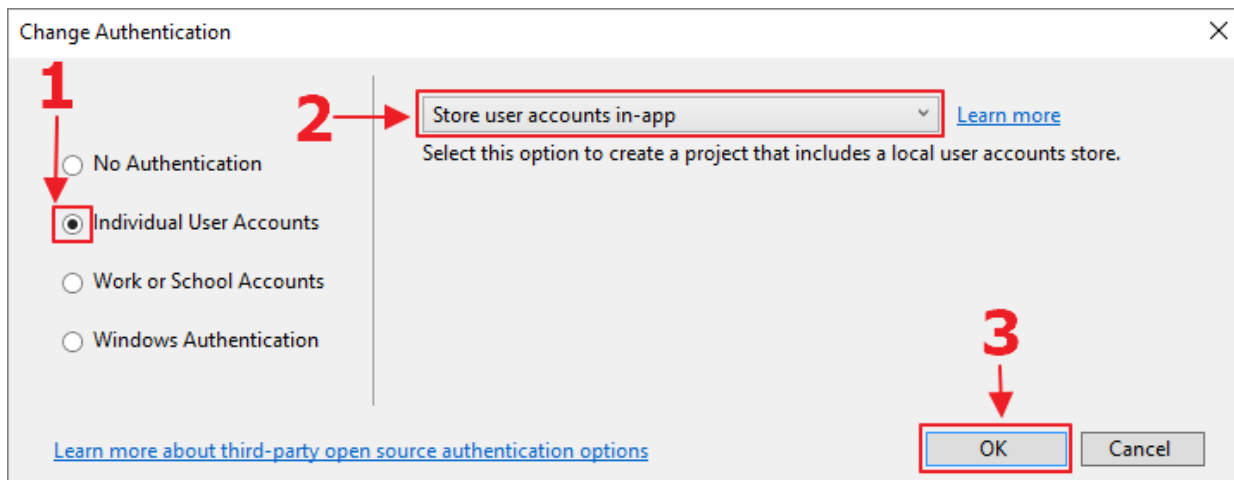 Change Authentication
1
No Authentication
Individual User Accounts
Work or School Accounts
Windows Authentication
2
Store user accounts in-app
Learn more
Select this option to create a project that includes a local user accounts store.
3
Learn more about third-party open source authentication options
OK
Cancel